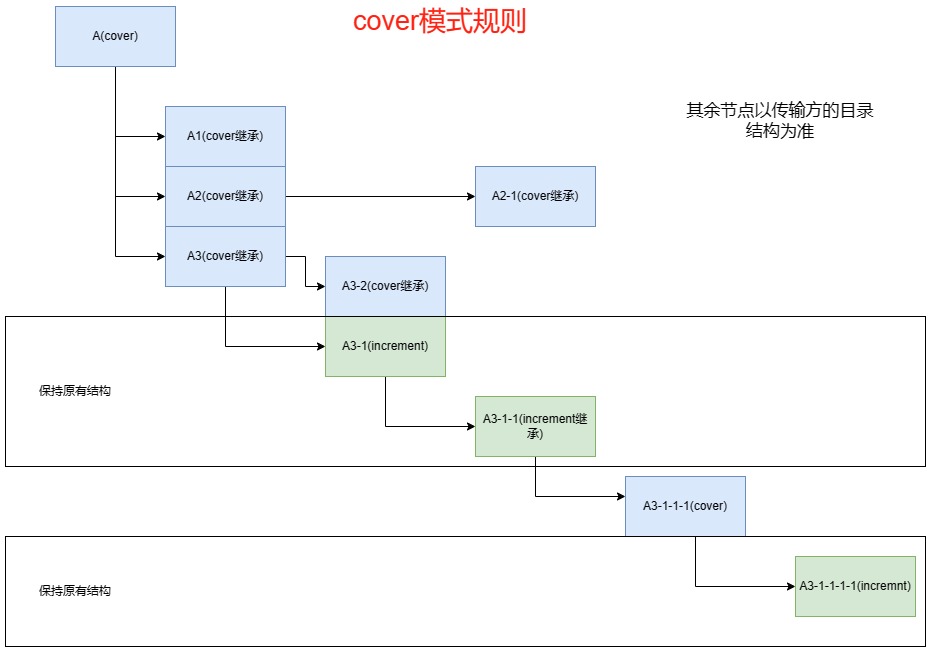 cover模式规则
A(cover)
其余节点以传输方的目录
结构为准
A1(cover继承)
A2(cover继承)
A2-1(cover继承)
A3(cover继承)
A3-2(cover继承)
A3-1(increment)
保持原有结构
A3-1-1(increment继
承)
A3-1-1-1(cover)
保持原有结构
A3-1-1-1-1(incremnt)